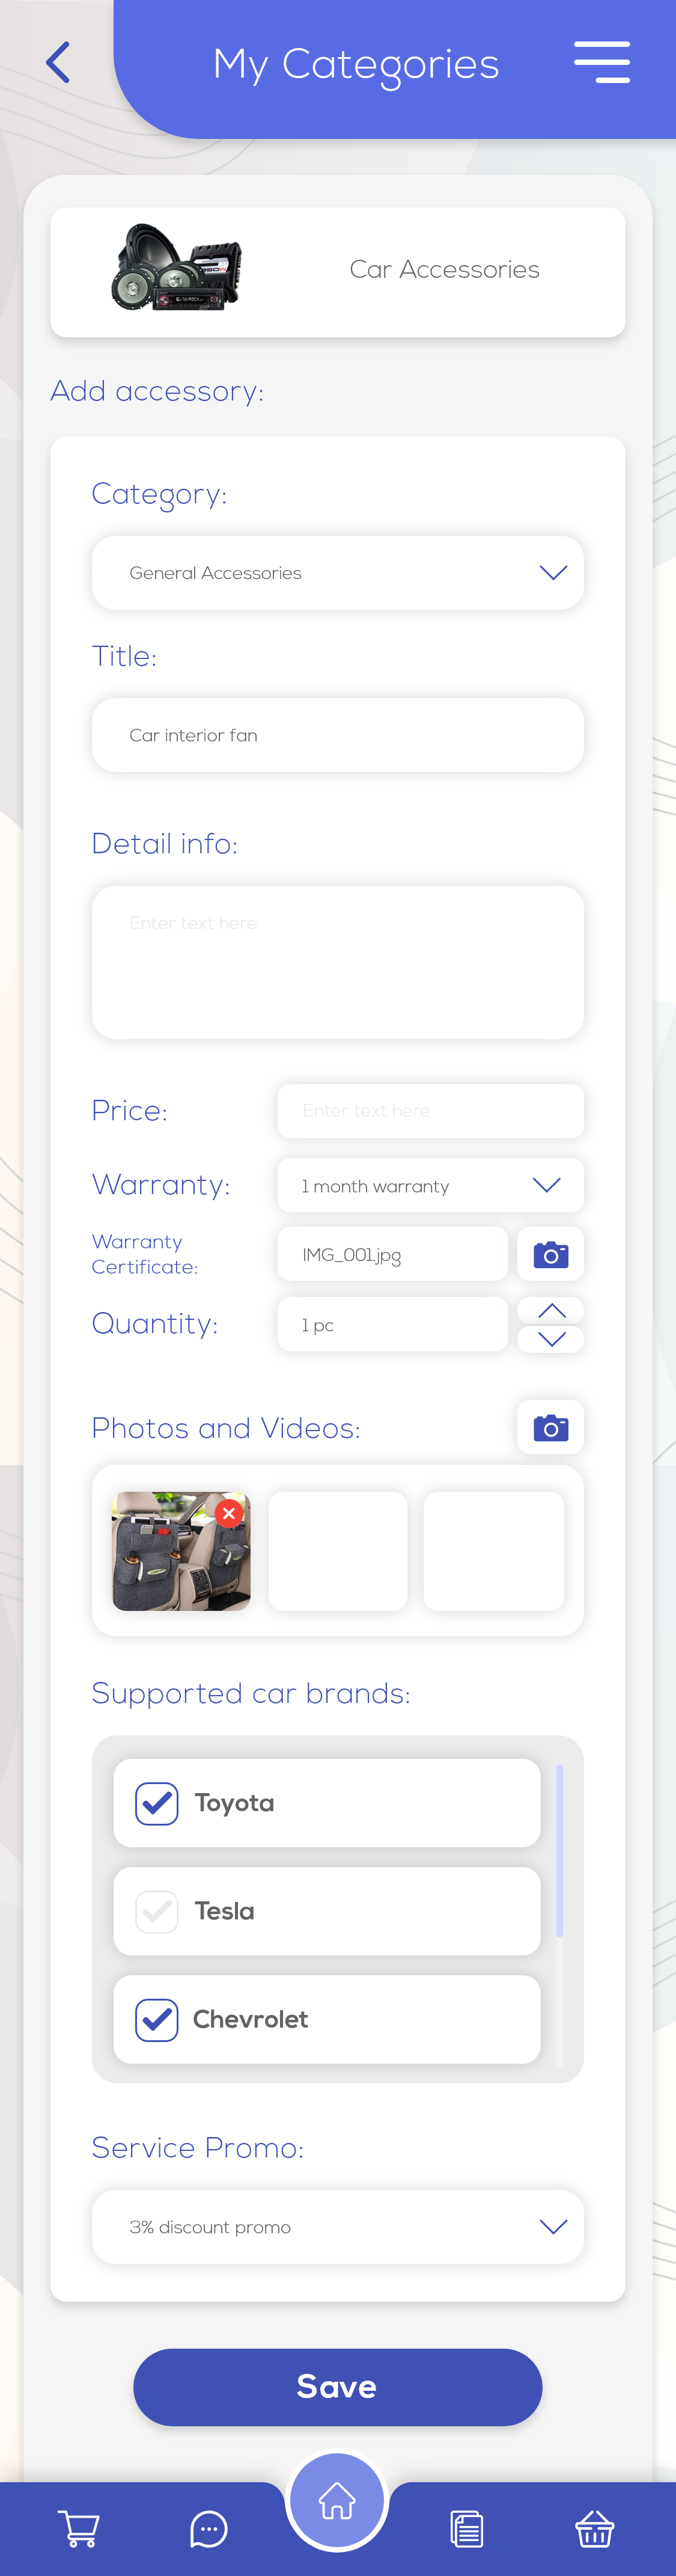 My Categories
Car Accessories
Add accessory:
Category:
General Accessories
Title:
Car interior fan
Detail info:
Enter text here
Price:
Enter text here
Warranty:
1 month warranty
Warranty
Certificate:
IMG_001.jpg
Quantity:
1 pc
Photos and Videos:
Supported car brands:
Toyota
Tesla
Chevrolet
Service Promo:
3% discount promo
Save